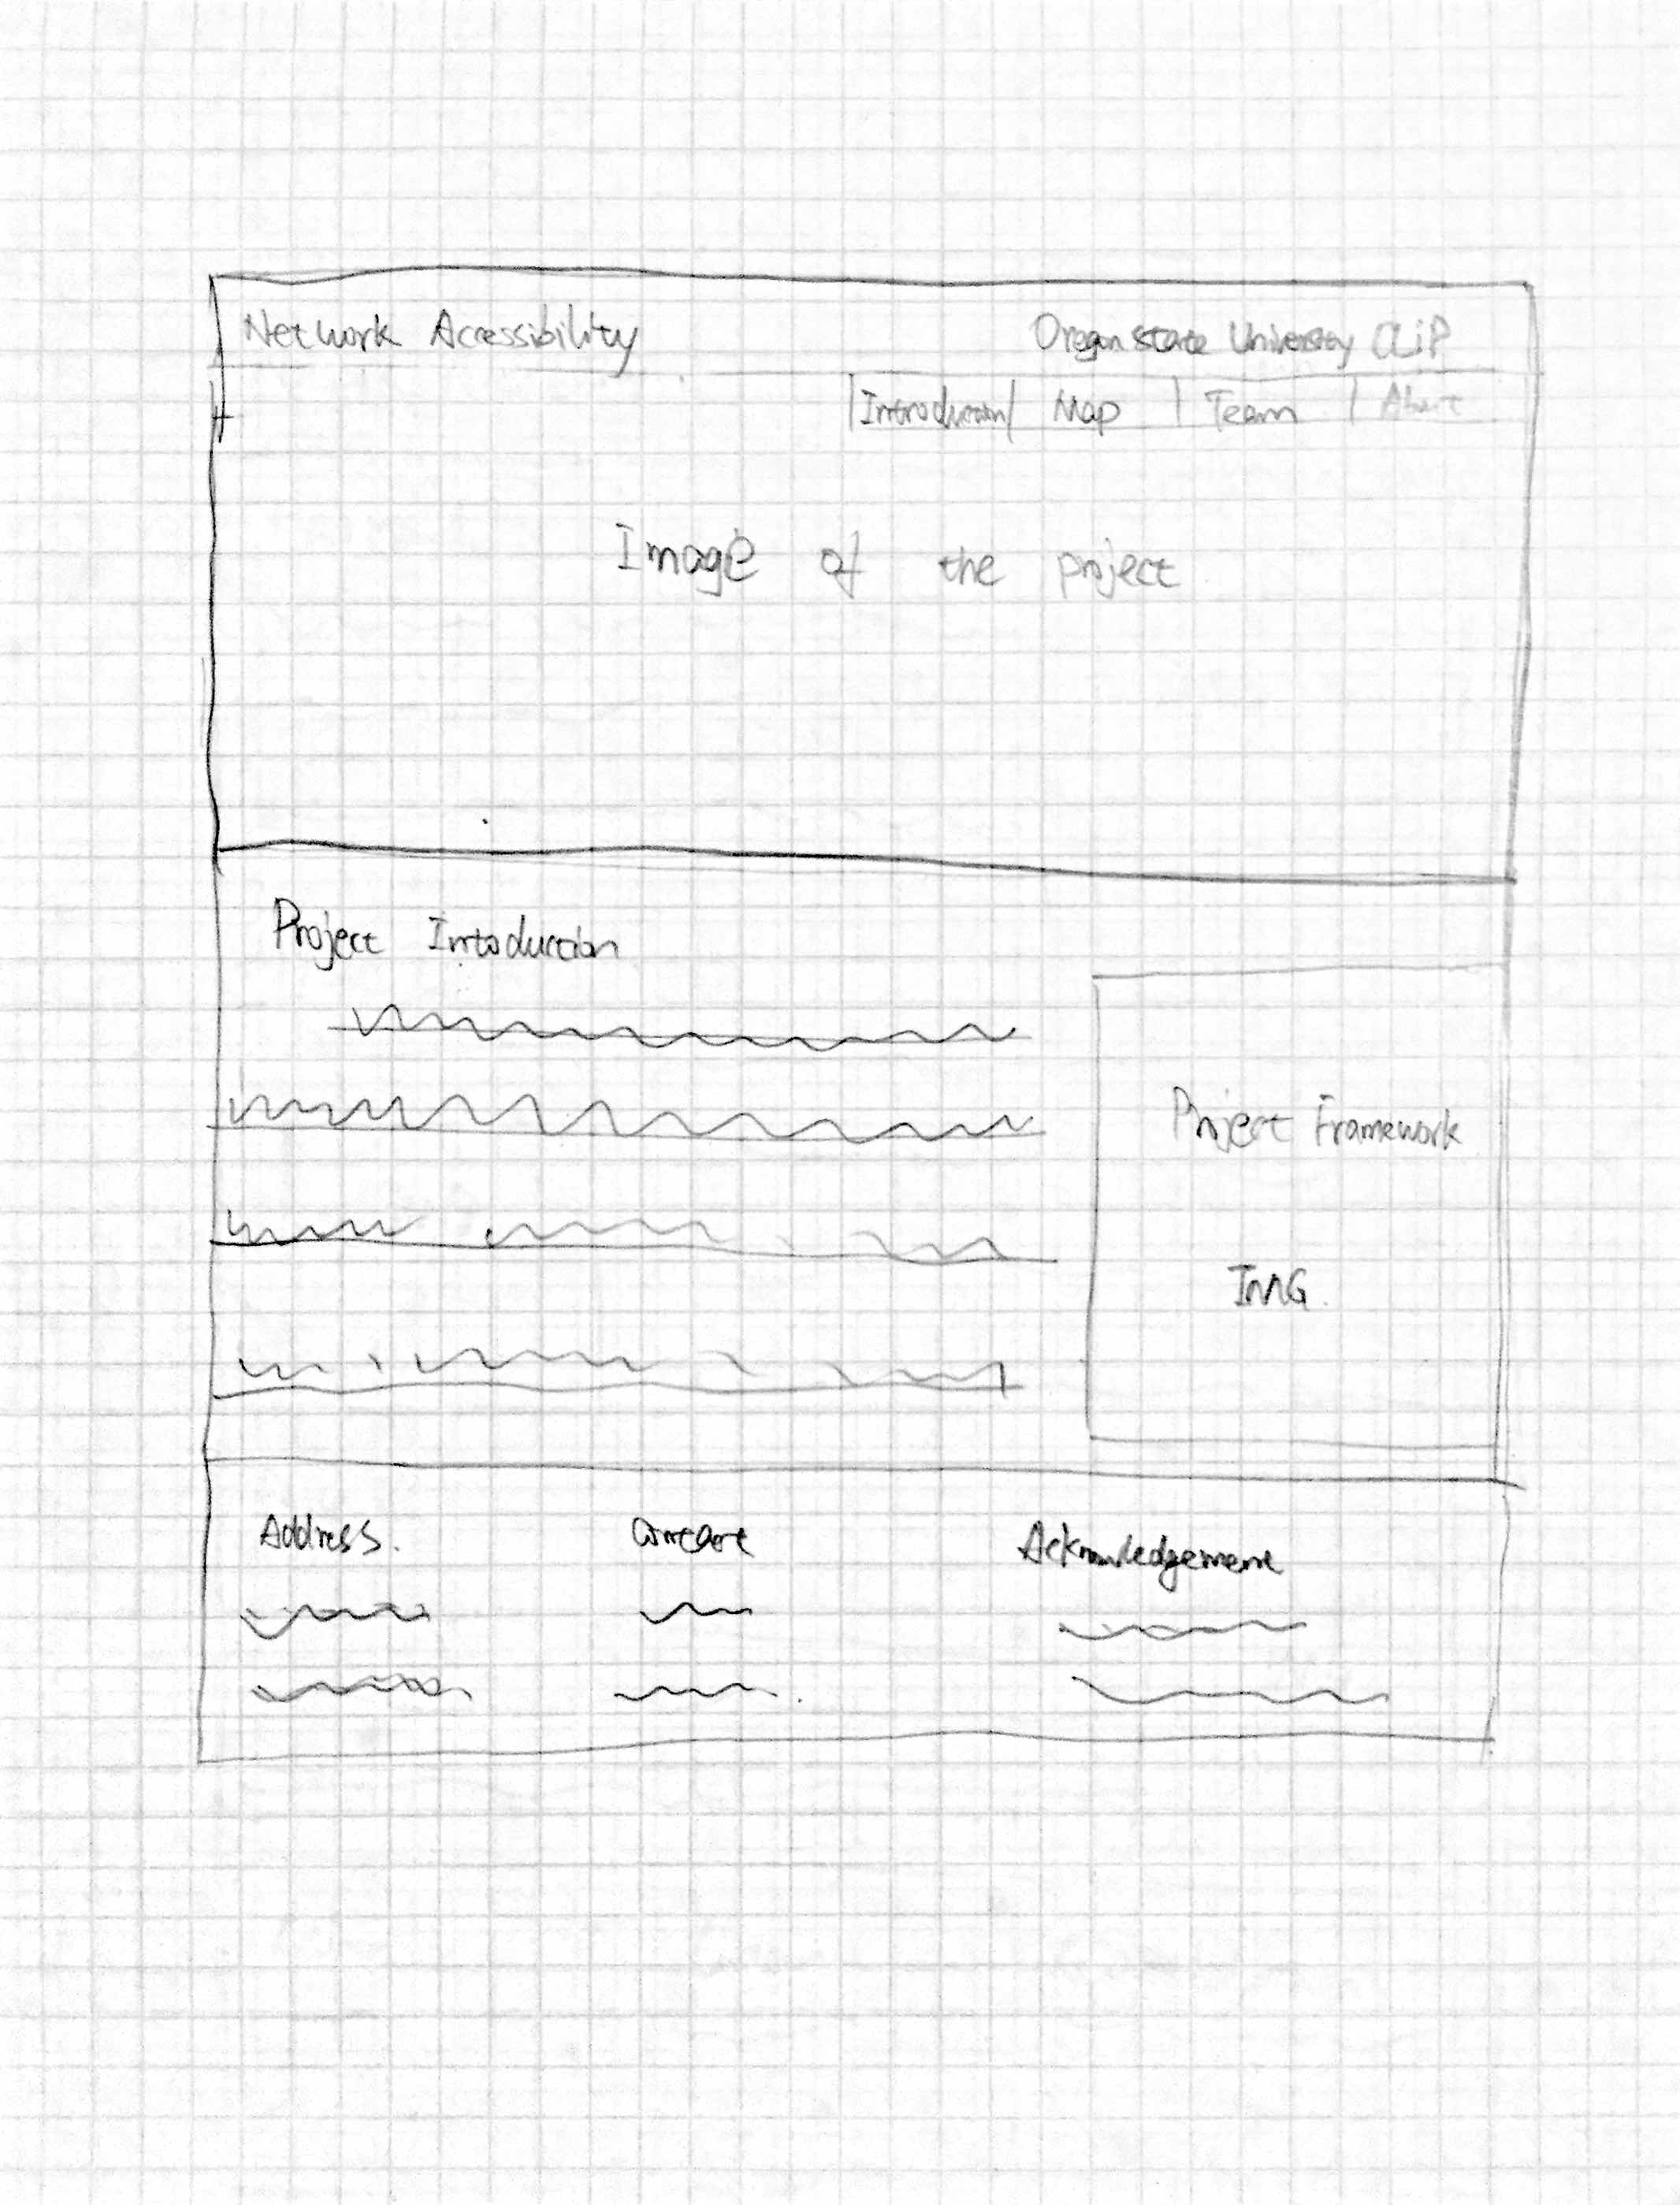 Network Accessibility
Oregon State University CLiP
Introduction | Map | Team | About
Image of the project
Project Introduction
Project Framework
IMG.
Address.
Contact
Acknowledgement